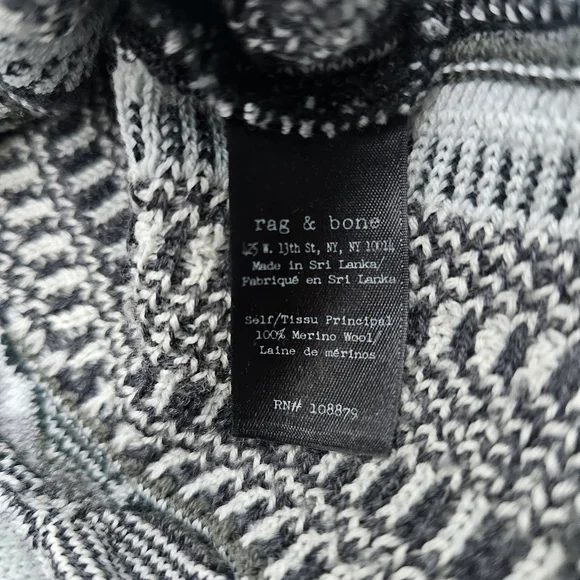 rag & bone
425 W. 13th St, NY, NY 10014
Made in Sri Lanka/
Fabriqué en Sri Lanka
Self/Tissu Principal
100% Merino Wool/
Laine de mérinos
RN# 108879